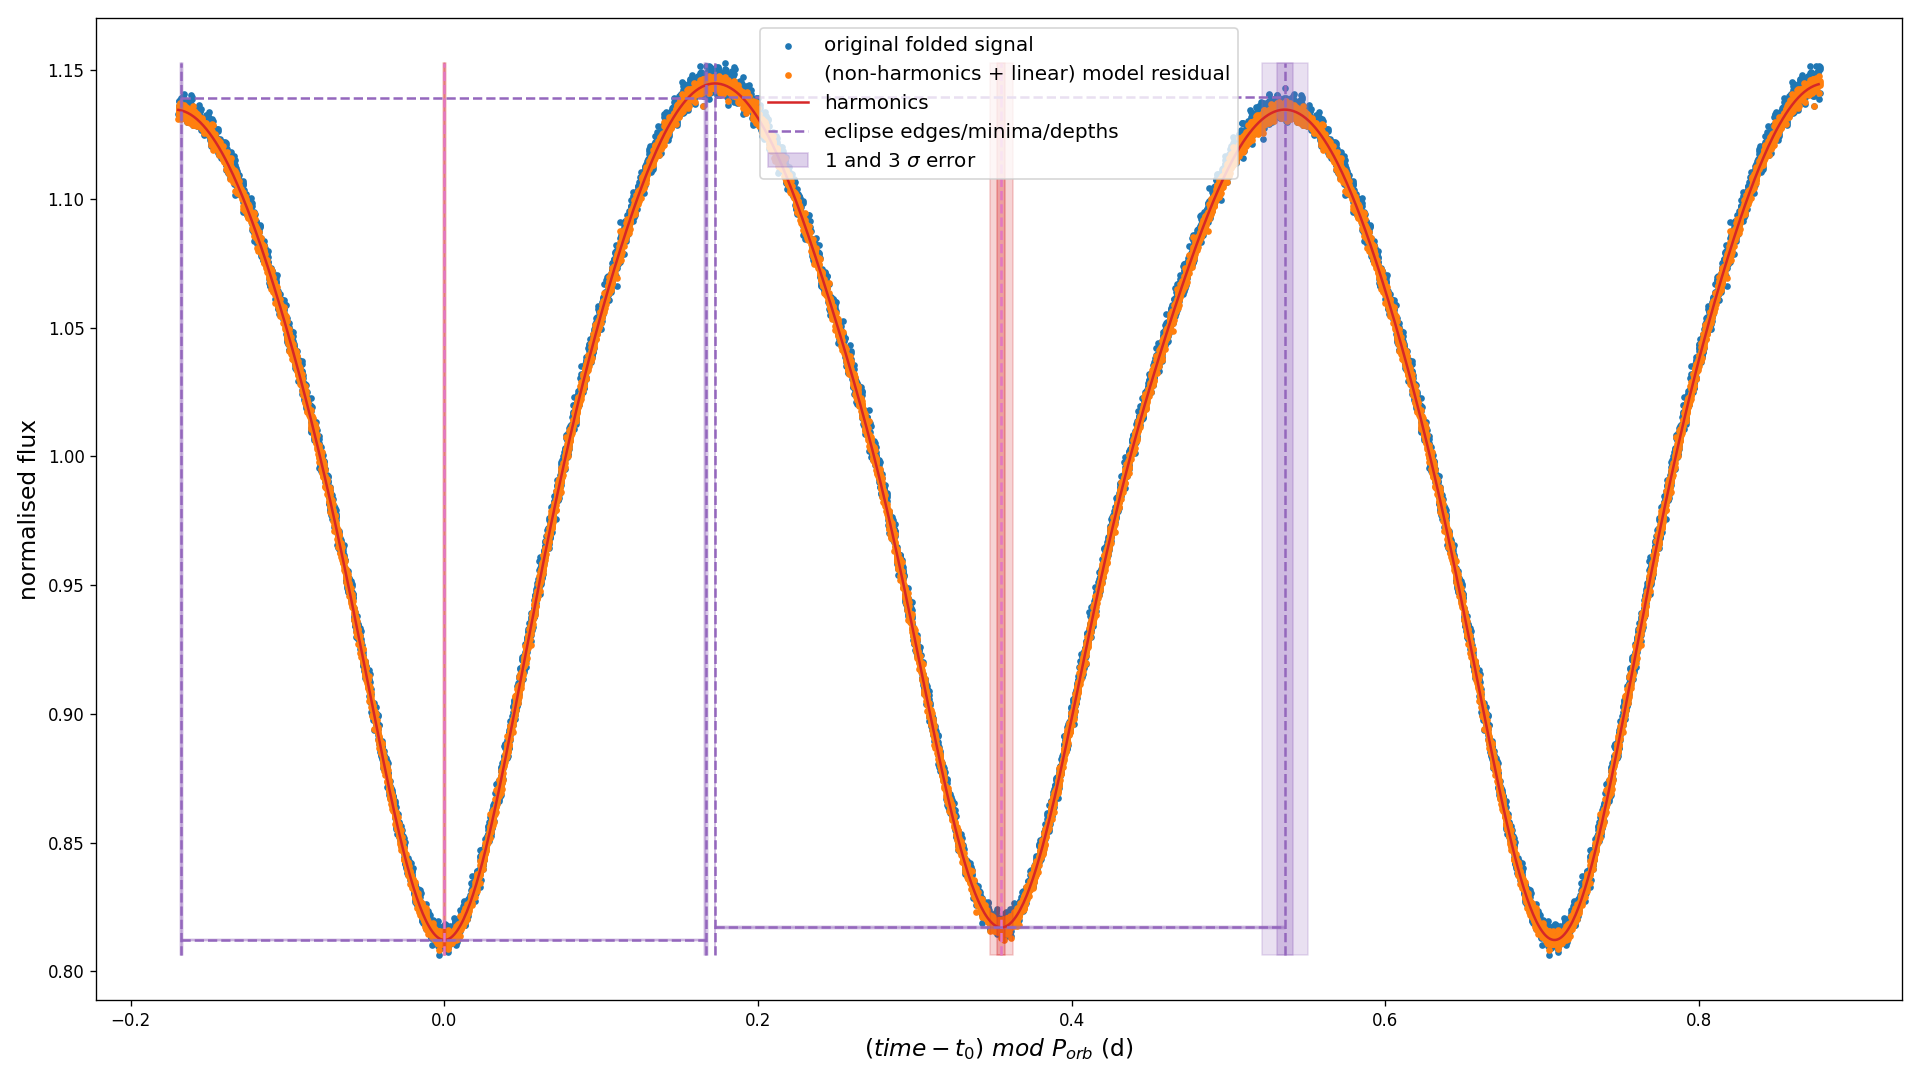 original folded signal
(non-harmonics + linear) model residual
harmonics
eclipse edges/minima/depths
1 and 3 σ error
normalised flux
1.15
1.10
1.05
1.00
0.95
0.90
0.85
0.80
−0.2
0.0
0.2
0.4
0.6
0.8
(time − t₀) mod Pₒᵣb (d)